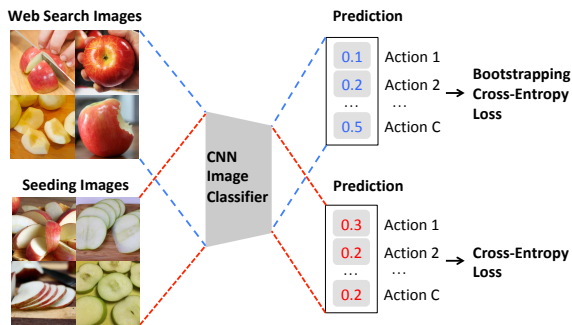 Web Search Images
Prediction
0.1 Action 1
0.2 Action 2
... ...
0.5 Action C
Bootstrapping
Cross-Entropy
Loss
CNN
Image
Classifier
Seeding Images
Prediction
0.3 Action 1
0.2 Action 2
... ...
0.2 Action C
Cross-Entropy
Loss